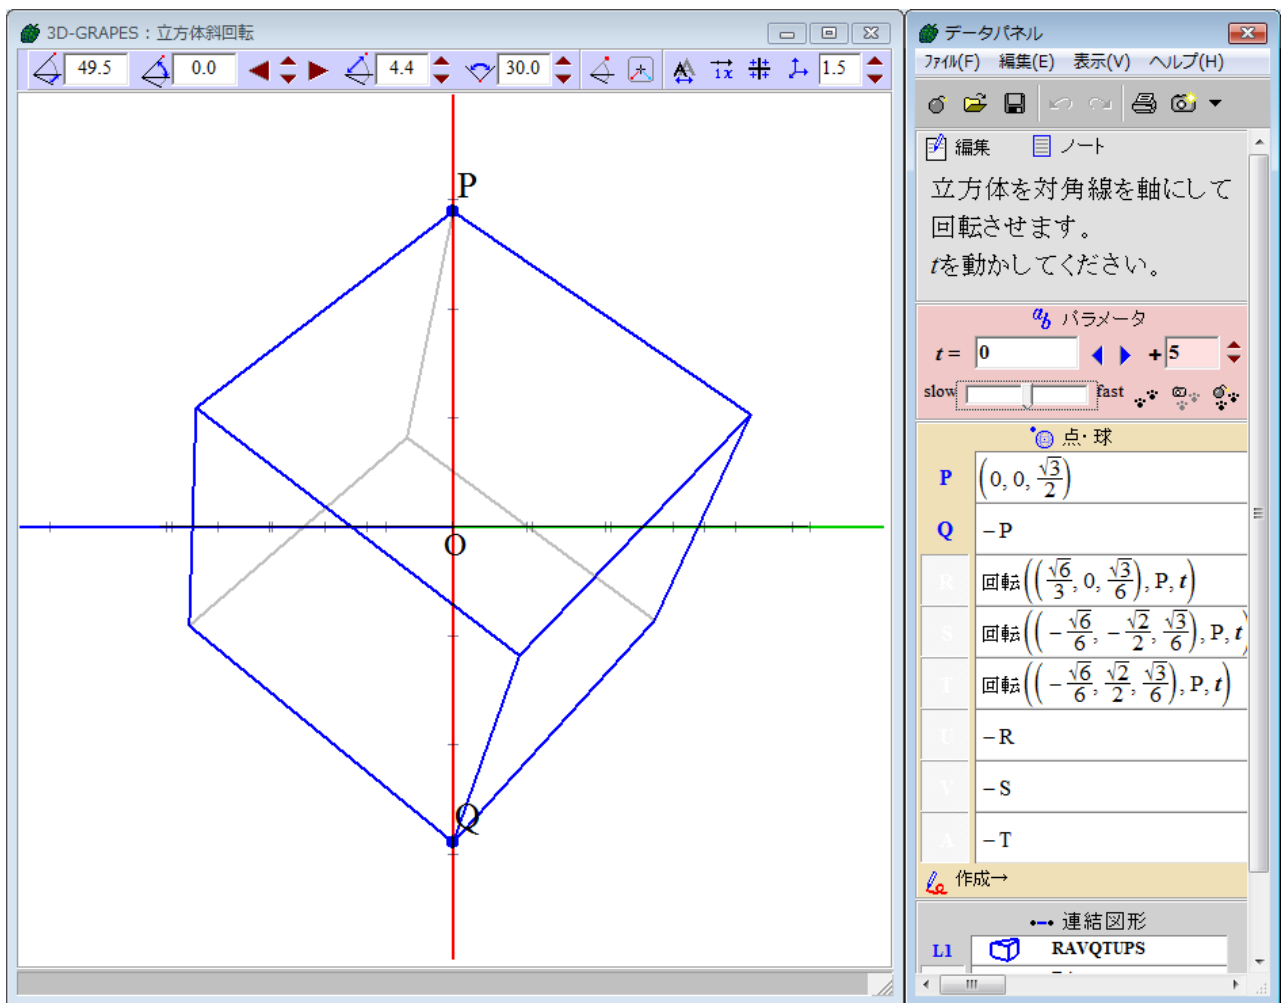 3D-GRAPES：立方体斜回転
49.5 0.0 4.4 30.0 1x 1.5
P
O
Q
データパネル
ファイル(F) 編集(E) 表示(V) ヘルプ(H)
編集 ノート
立方体を対角線を軸にして
回転させます。
tを動かしてください。
ab パラメータ
t = 0 + 5
slow fast
点・球
P (0, 0, √3/2)
Q −P
R 回転((√6/3, 0, √3/6), P, t)
S 回転((−√6/6, −√2/2, √3/6), P, t)
T 回転((−√6/6, √2/2, √3/6), P, t)
U −R
V −S
A −T
作成→
連結図形
L1 RAVQTUPS